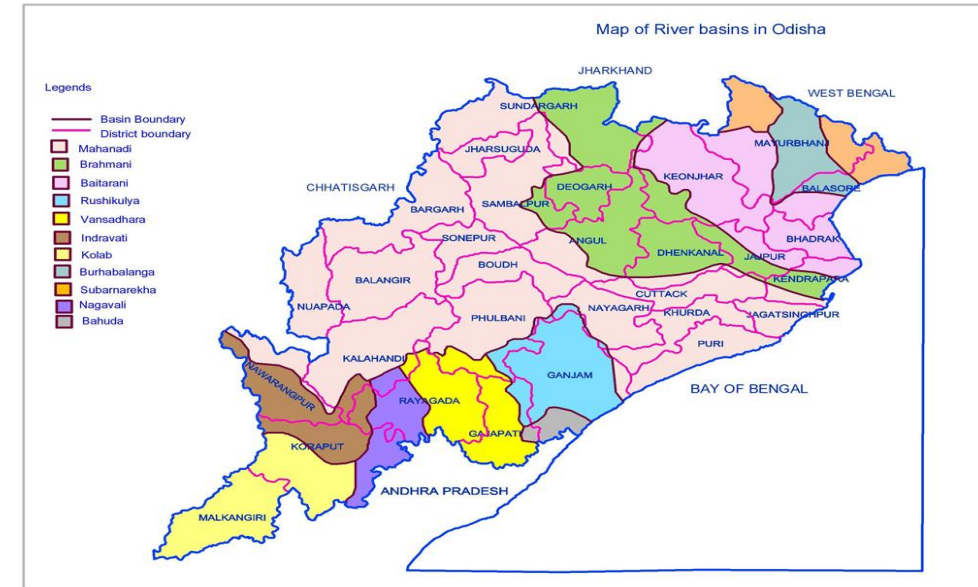 Map of River basins in Odisha
Legends
Basin Boundary
District boundary
Mahanadi
Brahmani
Baitarani
Rushikulya
Vansadhara
Indravati
Kolab
Burhabalanga
Subarnarekha
Nagavali
Bahuda
JHARKHAND
WEST BENGAL
CHHATISGARH
SUNDARGARH
JHARSUGUDA
MAYURBHANJ
KEONJHAR
DEOGARH
BALASORE
SAMBALPUR
BARGARH
SONEPUR
ANGUL
BHADRAK
DHENKANAL
JAJPUR
BOUDH
BALANGIR
KENDRAPARA
CUTTACK
NUAPADA
NAYAGARH
KHURDA
JAGATSINGHPUR
PHULBANI
PURI
KALAHANDI
NAWARANGPUR
GANJAM
BAY OF BENGAL
RAYAGADA
GAJAPATI
KORAPUT
ANDHRA PRADESH
MALKANGIRI